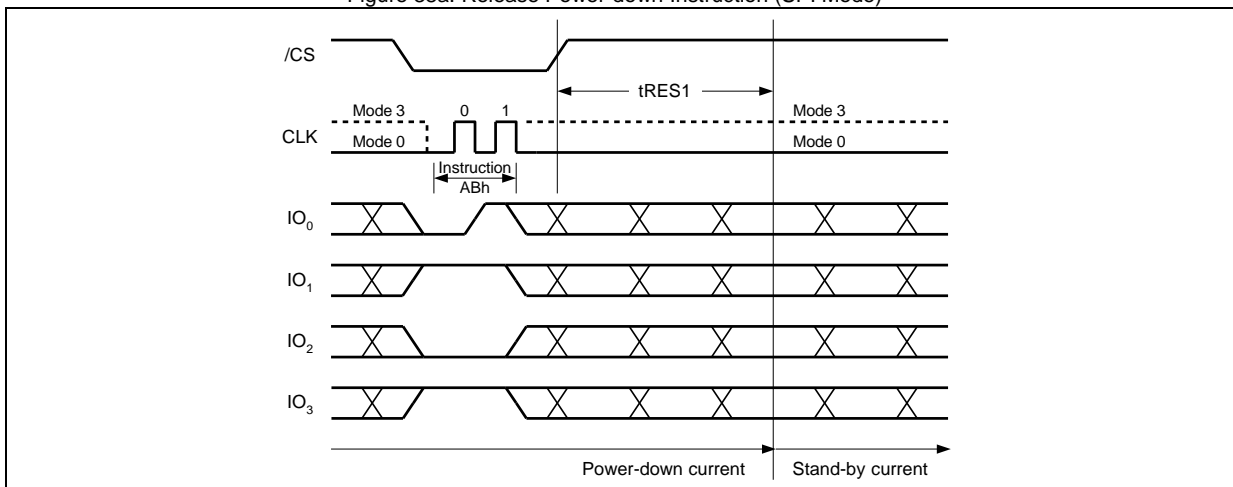 Figure 38a. Release Power-down Instruction (SPI Mode)
/CS
tRES1
Mode 3 0 1 Mode 3
CLK
Mode 0 Mode 0
Instruction
ABh
IO0
IO1
IO2
IO3
Power-down current Stand-by current